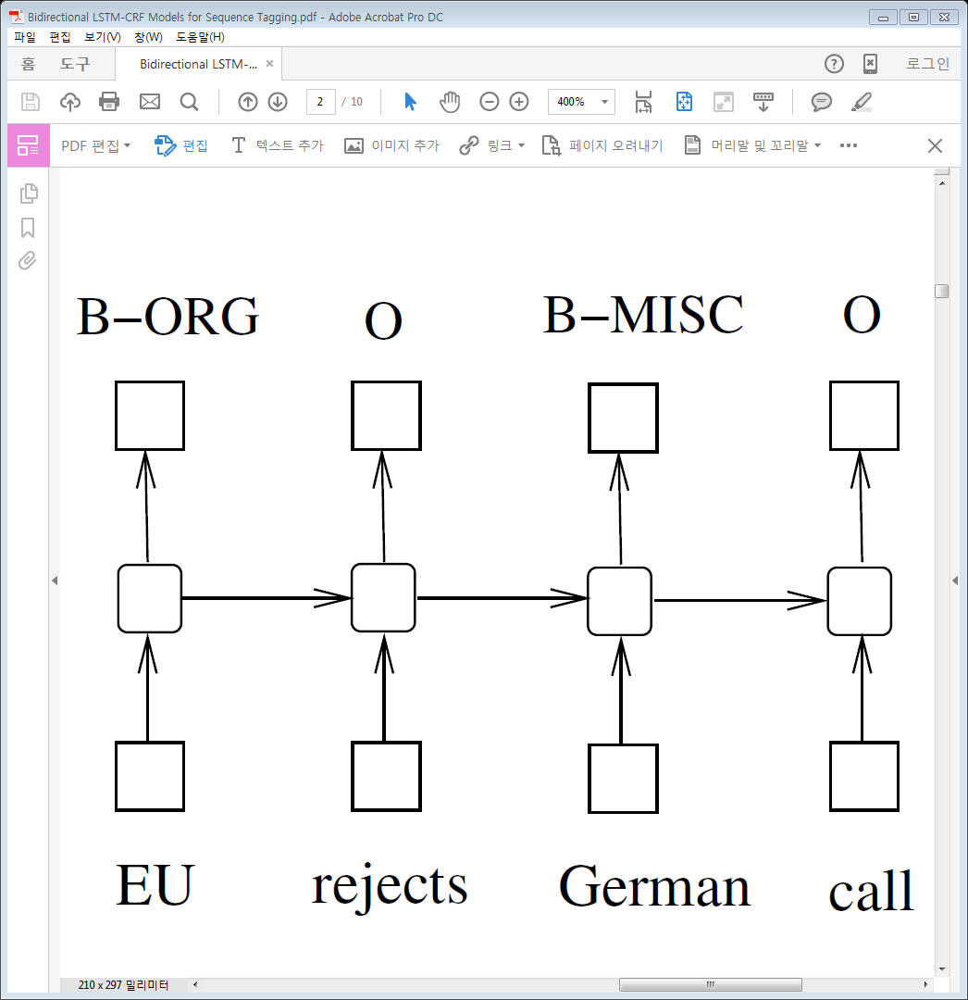 Bidirectional LSTM-CRF Models for Sequence Tagging.pdf - Adobe Acrobat Pro DC
파일 편집 보기(V) 창(W) 도움말(H)
홈 도구 Bidirectional LSTM-... × 로그인
2 / 10 400%
PDF 편집 편집 텍스트 추가 이미지 추가 링크 페이지 오려내기 머리말 및 꼬리말
B−ORG O B−MISC O
EU rejects German call
210 x 297 밀리미터